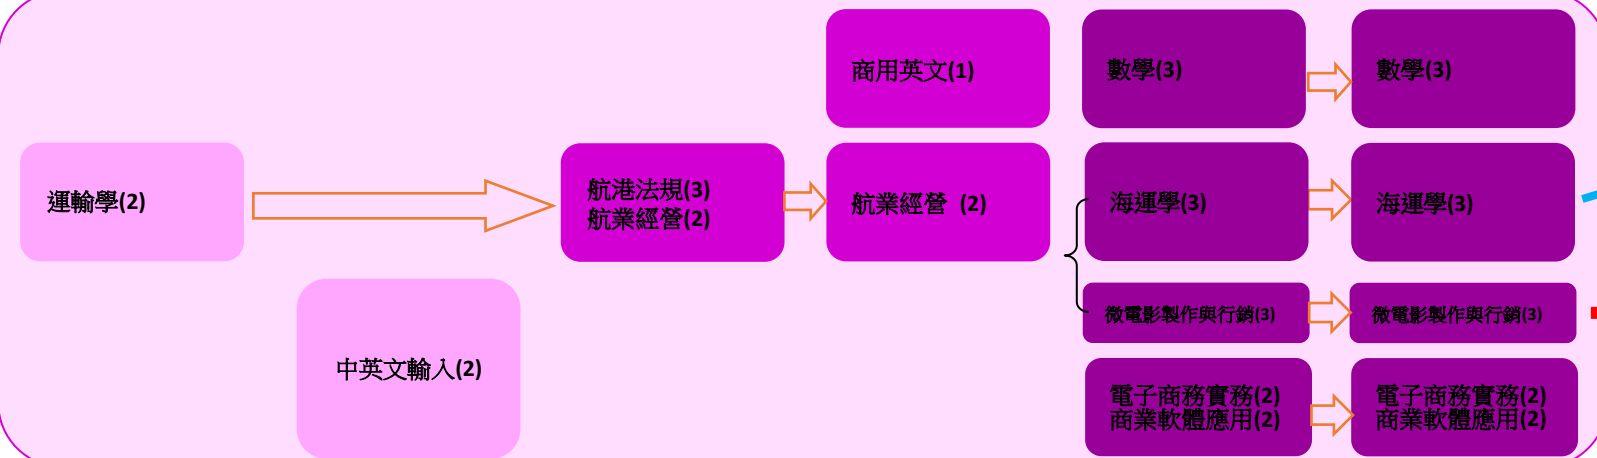 商用英文(1)
數學(3)
數學(3)
運輸學(2)
航港法規(3)
航業經營(2)
航業經營 (2)
海運學(3)
海運學(3)
微電影製作與行銷(3)
微電影製作與行銷(3)
中英文輸入(2)
電子商務實務(2)
商業軟體應用(2)
電子商務實務(2)
商業軟體應用(2)